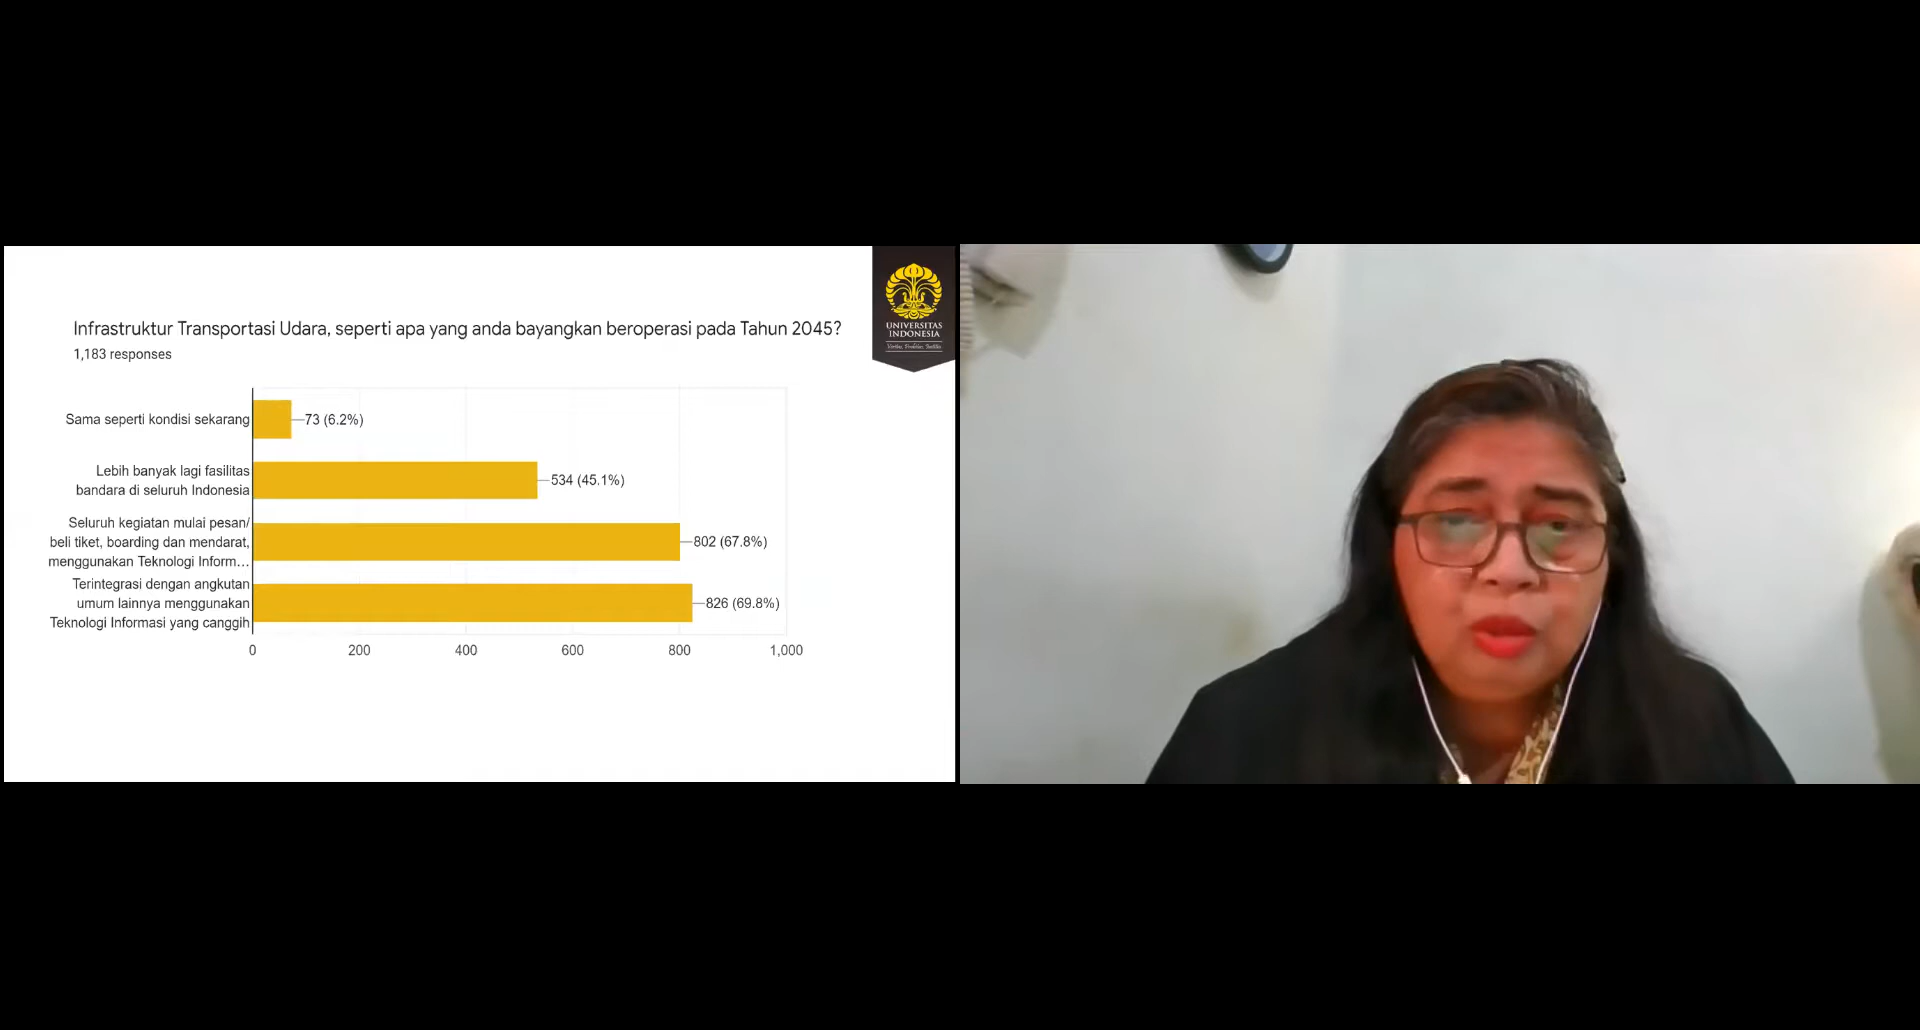 Infrastruktur Transportasi Udara, seperti apa yang anda bayangkan beroperasi pada Tahun 2045?
1,183 responses
UNIVERSITAS
INDONESIA
Sama seperti kondisi sekarang
73 (6.2%)
Lebih banyak lagi fasilitas
bandara di seluruh Indonesia
534 (45.1%)
Seluruh kegiatan mulai pesan/
beli tiket, boarding dan mendarat,
menggunakan Teknologi Inform...
802 (67.8%)
Terintegrasi dengan angkutan
umum lainnya menggunakan
Teknologi Informasi yang canggih
826 (69.8%)
0 200 400 600 800 1,000